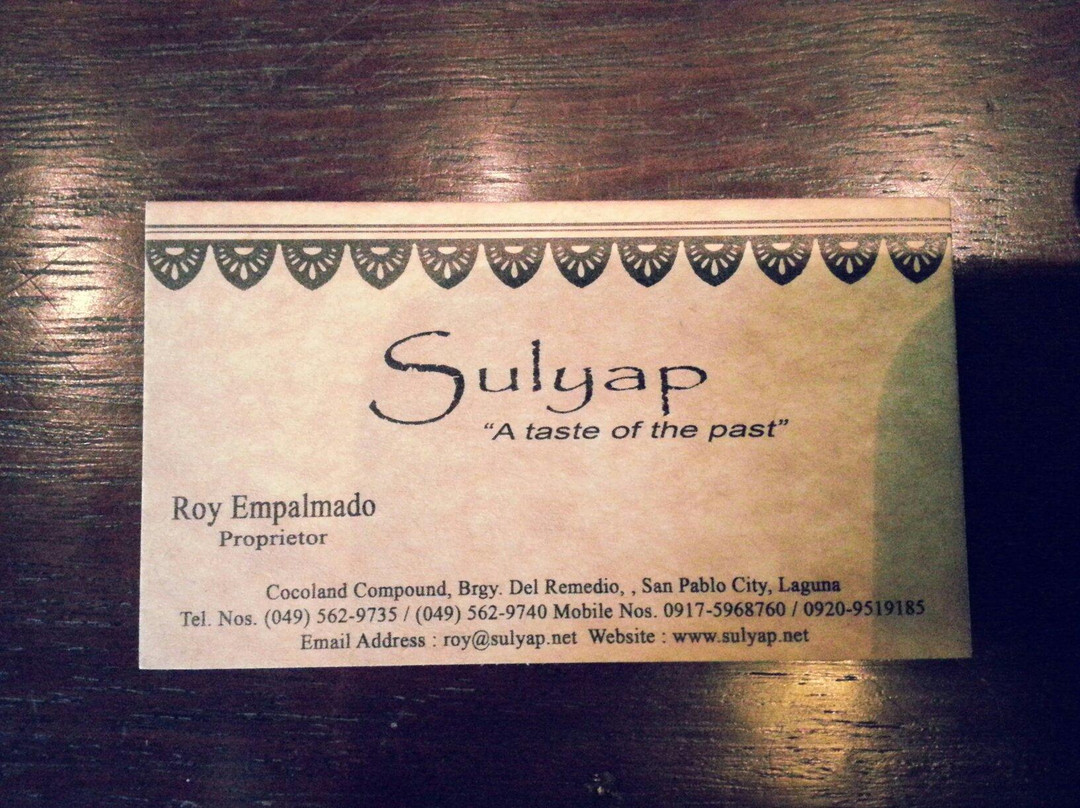 Sulyap
“A taste of the past”
Roy Empalmado
Proprietor
Cocoland Compound, Brgy. Del Remedio, , San Pablo City, Laguna
Tel. Nos. (049) 562-9735 / (049) 562-9740 Mobile Nos. 0917-5968760 / 0920-9519185
Email Address : roy@sulyap.net Website : www.sulyap.net